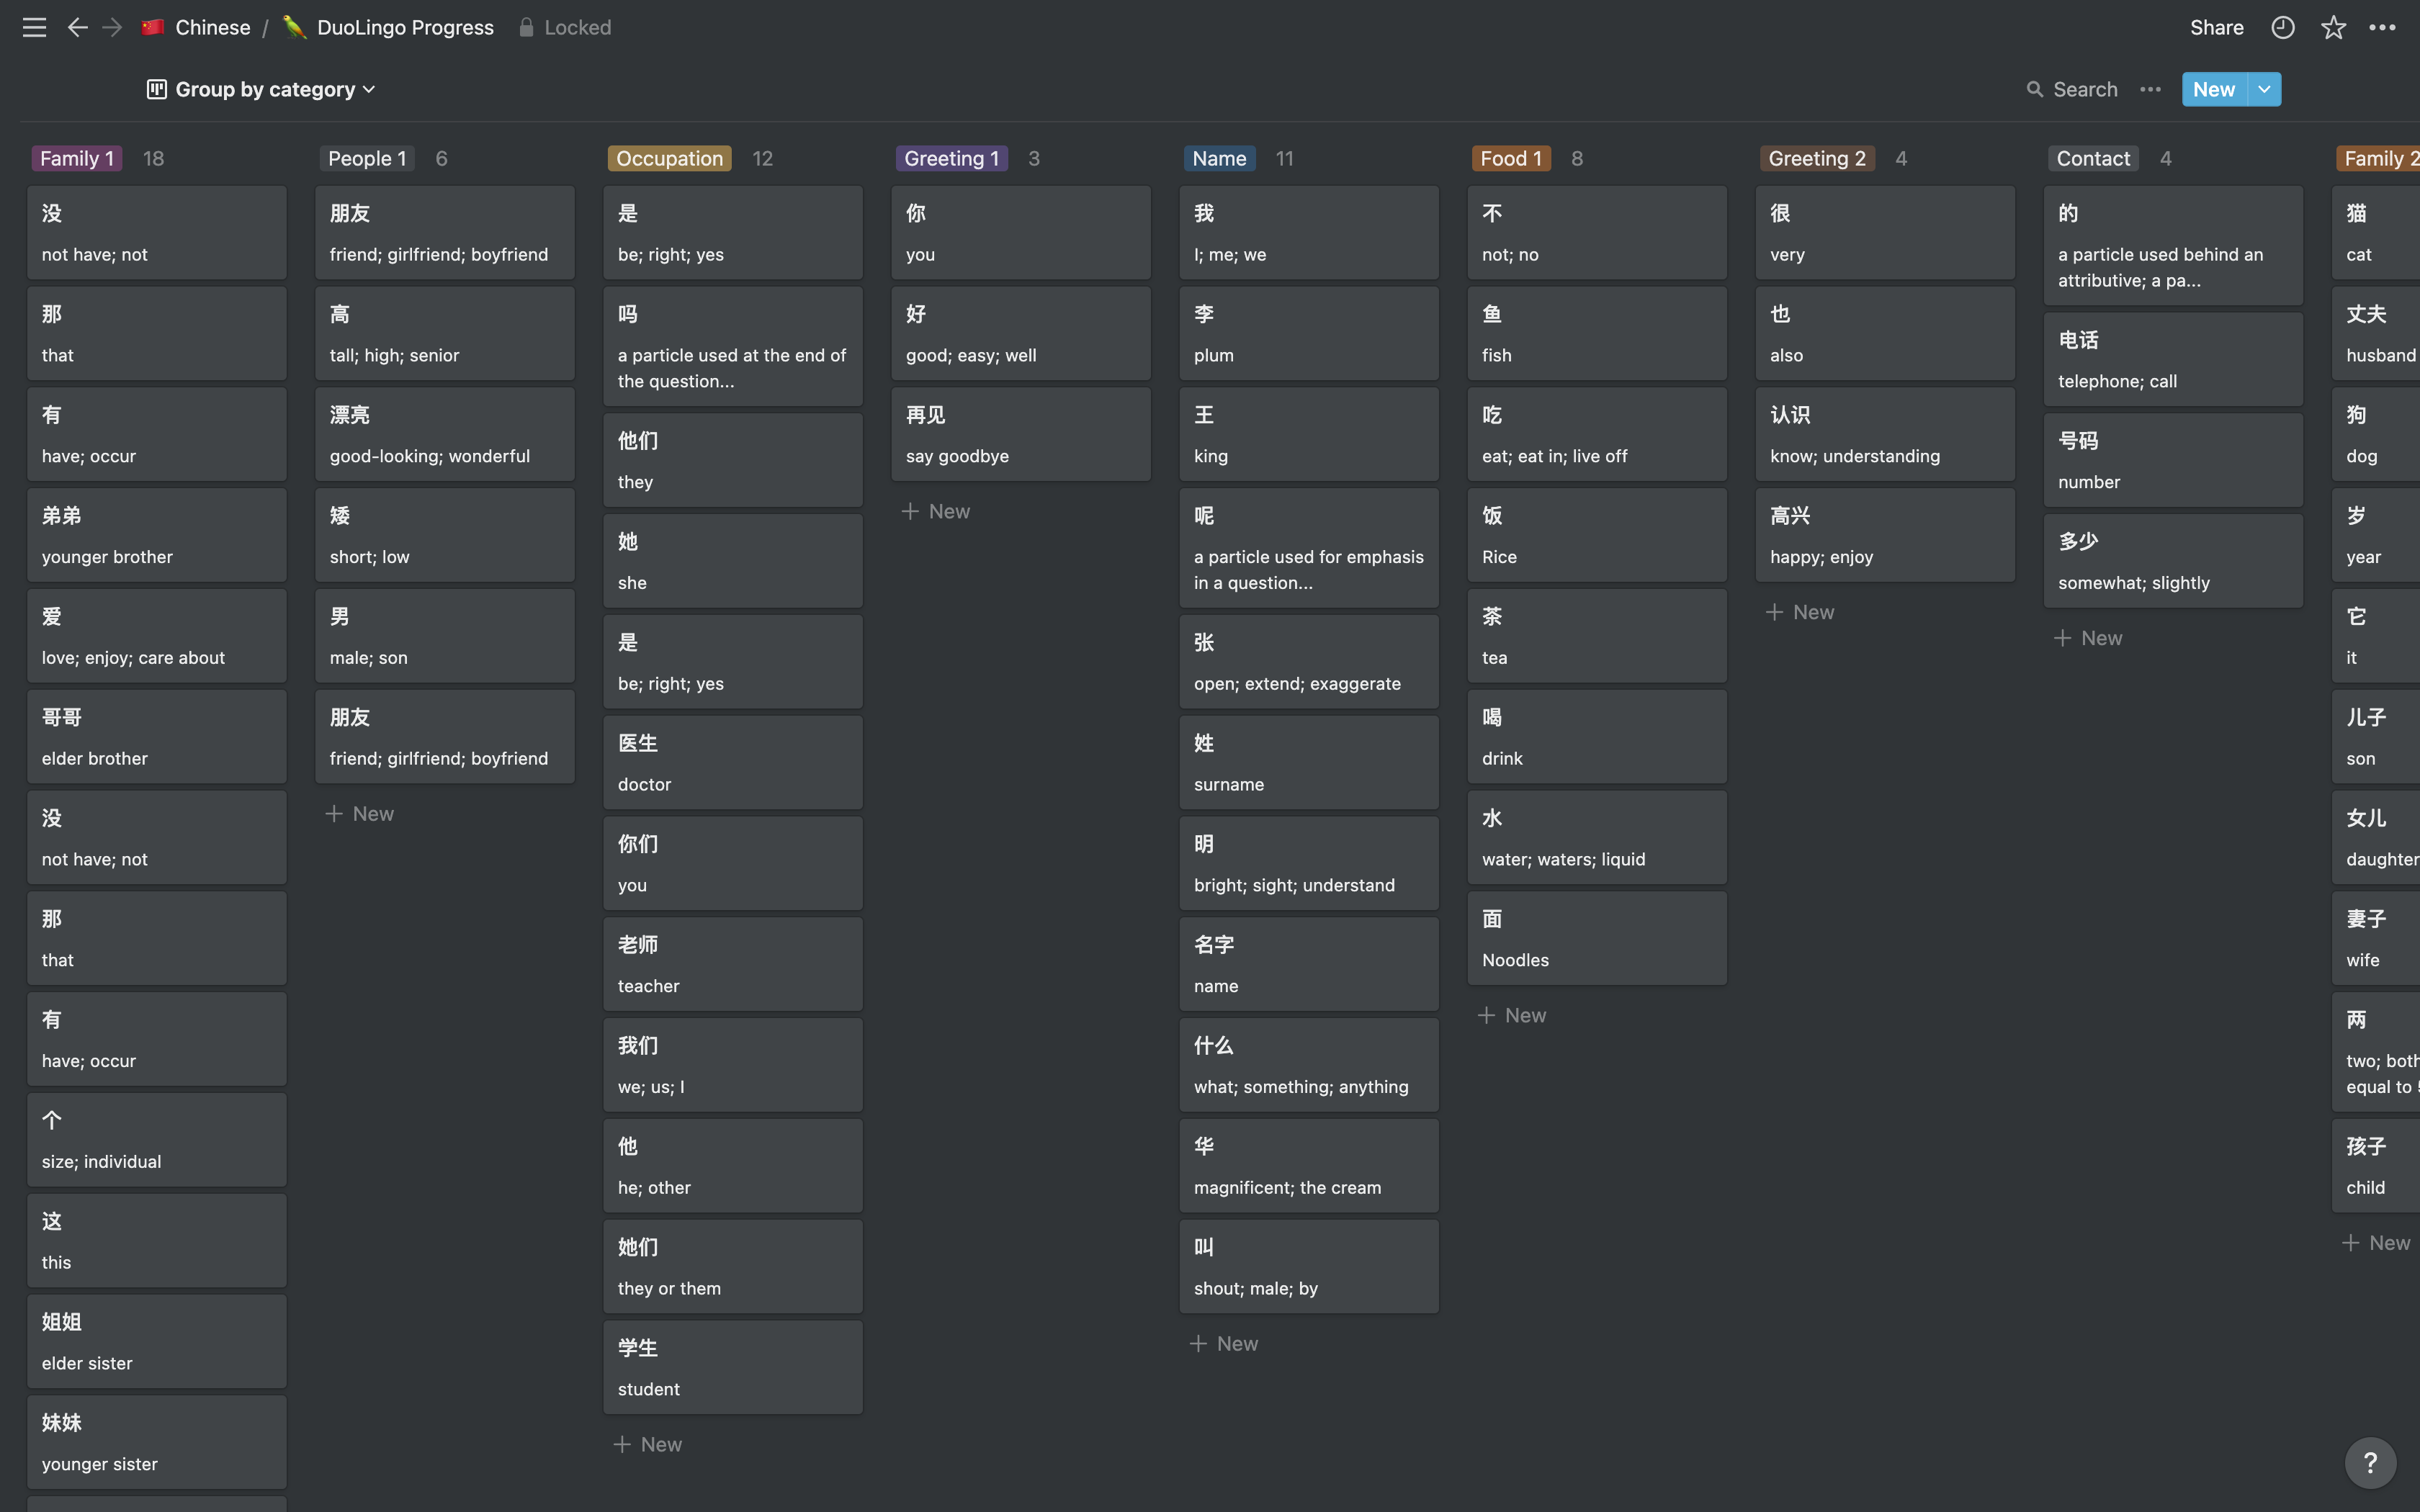 Chinese / DuoLingo Progress Locked
Share
Group by category
Search
New
Family 1 18
没
not have; not
那
that
有
have; occur
弟弟
younger brother
爱
love; enjoy; care about
哥哥
elder brother
没
not have; not
那
that
有
have; occur
个
size; individual
这
this
姐姐
elder sister
妹妹
younger sister
People 1 6
朋友
friend; girlfriend; boyfriend
高
tall; high; senior
漂亮
good-looking; wonderful
矮
short; low
男
male; son
朋友
friend; girlfriend; boyfriend
New
Occupation 12
是
be; right; yes
吗
a particle used at the end of
the question...
他们
they
她
she
是
be; right; yes
医生
doctor
你们
you
老师
teacher
我们
we; us; I
他
he; other
她们
they or them
学生
student
New
Greeting 1 3
你
you
好
good; easy; well
再见
say goodbye
New
Name 11
我
I; me; we
李
plum
王
king
呢
a particle used for emphasis
in a question...
张
open; extend; exaggerate
姓
surname
明
bright; sight; understand
名字
name
什么
what; something; anything
华
magnificent; the cream
叫
shout; male; by
New
Food 1 8
不
not; no
鱼
fish
吃
eat; eat in; live off
饭
Rice
茶
tea
喝
drink
水
water; waters; liquid
面
Noodles
New
Greeting 2 4
很
very
也
also
认识
know; understanding
高兴
happy; enjoy
New
Contact 4
的
a particle used behind an
attributive; a pa...
电话
telephone; call
号码
number
多少
somewhat; slightly
New
Family 2
猫
cat
丈夫
husband
狗
dog
岁
year
它
it
儿子
son
女儿
daughter
妻子
wife
两
two; both
equal to
孩子
child
New
?